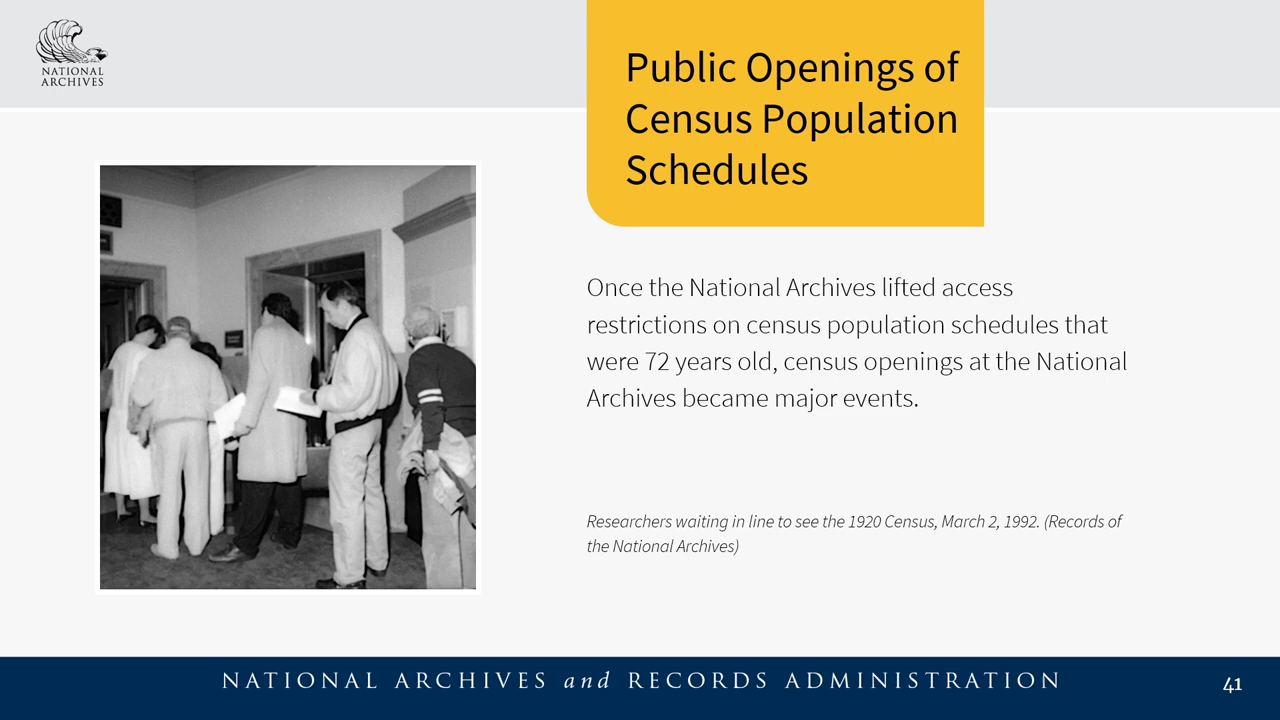 NATIONAL
ARCHIVES
Public Openings of
Census Population
Schedules
Once the National Archives lifted access
restrictions on census population schedules that
were 72 years old, census openings at the National
Archives became major events.
Researchers waiting in line to see the 1920 Census, March 2, 1992. (Records of
the National Archives)
NATIONAL ARCHIVES and RECORDS ADMINISTRATION
41